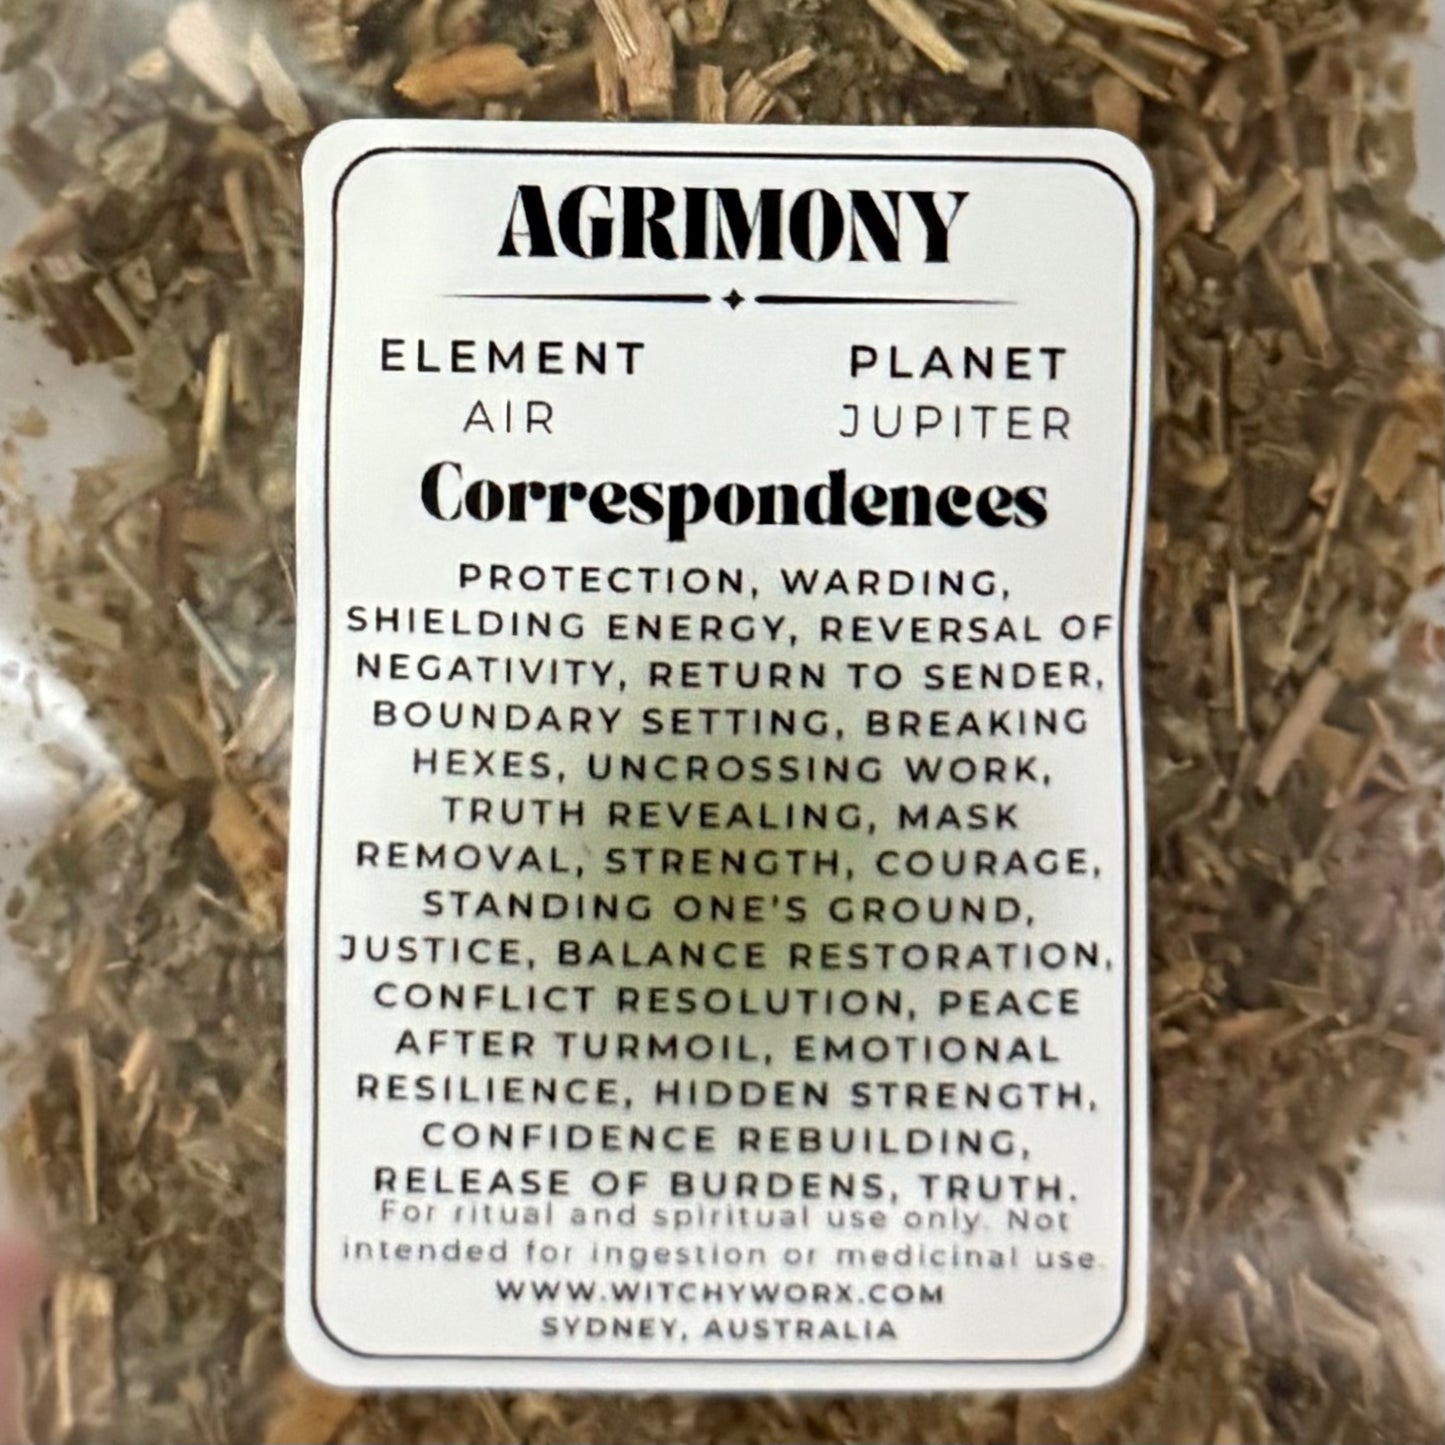 AGRIMONY
ELEMENT PLANET
AIR JUPITER
Correspondences
PROTECTION, WARDING,
SHIELDING ENERGY, REVERSAL OF
NEGATIVITY, RETURN TO SENDER,
BOUNDARY SETTING, BREAKING
HEXES, UNCROSSING WORK,
TRUTH REVEALING, MASK
REMOVAL, STRENGTH, COURAGE,
STANDING ONE'S GROUND,
JUSTICE, BALANCE RESTORATION,
CONFLICT RESOLUTION, PEACE
AFTER TURMOIL, EMOTIONAL
RESILIENCE, HIDDEN STRENGTH,
CONFIDENCE REBUILDING,
RELEASE OF BURDENS, TRUTH.
For ritual and spiritual use only. Not
intended for ingestion or medicinal use.
WWW.WITCHYWORX.COM
SYDNEY, AUSTRALIA